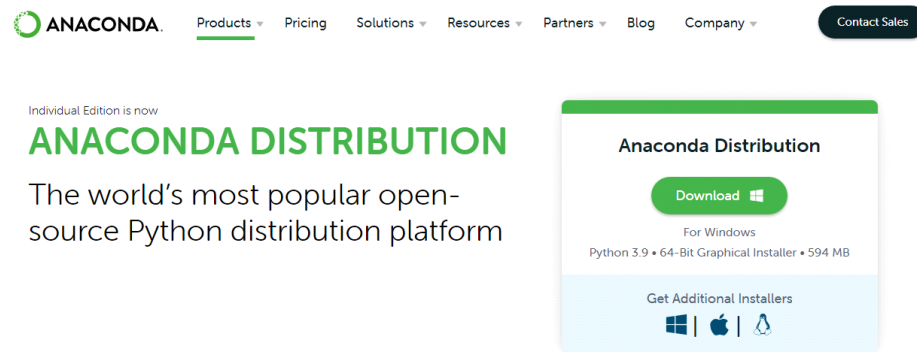 ANACONDA.
Products Pricing Solutions Resources Partners Blog Company Contact Sales
Individual Edition is now
ANACONDA DISTRIBUTION
The world's most popular open-
source Python distribution platform
Anaconda Distribution
Download
For Windows
Python 3.9 • 64-Bit Graphical Installer • 594 MB
Get Additional Installers